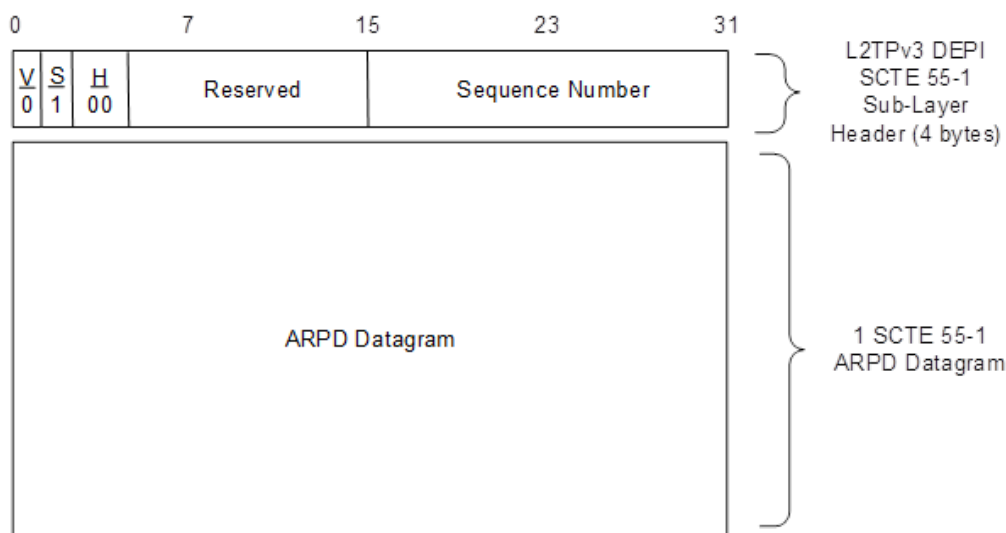 0 7 15 23 31
V S H
0 1 00
Reserved
Sequence Number
L2TPv3 DEPI
SCTE 55-1
Sub-Layer
Header (4 bytes)
ARPD Datagram
1 SCTE 55-1
ARPD Datagram